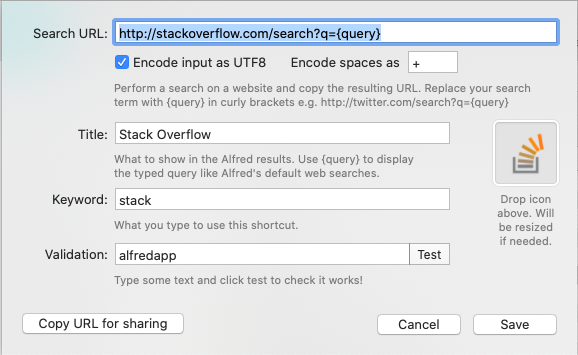 Search URL: http://stackoverflow.com/search?q={query}
Encode input as UTF8 Encode spaces as +
Perform a search on a website and copy the resulting URL. Replace your search
term with {query} in curly brackets e.g. http://twitter.com/search?q={query}
Title: Stack Overflow
What to show in the Alfred results. Use {query} to display
the typed query like Alfred's default web searches.
Keyword: stack
What you type to use this shortcut.
Drop icon
above. Will
be resized
if needed.
Validation: alfredapp Test
Type some text and click test to check it works!
Copy URL for sharing Cancel Save